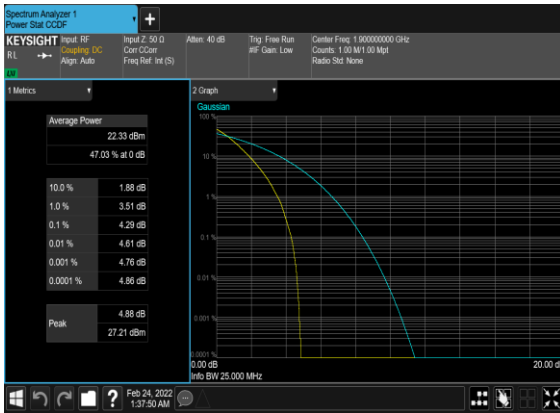 Spectrum Analyzer 1
Power Stat CCDF
+
KEYSIGHT
RL
Input: RF
Coupling: DC
Align: Auto
Input Z: 50 Ω
Corr CCorr
Freq Ref: Int (S)
Atten: 40 dB
Trig: Free Run
#IF Gain: Low
Center Freq: 1.900000000 GHz
Counts: 1.00 M/1.00 Mpt
Radio Std: None
1 Metrics
Average Power
22.33 dBm
47.03 % at 0 dB
10.0 % 1.88 dB
1.0 % 3.51 dB
0.1 % 4.29 dB
0.01 % 4.61 dB
0.001 % 4.76 dB
0.0001 % 4.86 dB
Peak
4.88 dB
27.21 dBm
2 Graph
Gaussian
100 %
10 %
1 %
0.1 %
0.01 %
0.001 %
0.0001 %
0.00 dB
20.00 d
Info BW 25.000 MHz
?
Feb 24, 2022
1:37:50 AM